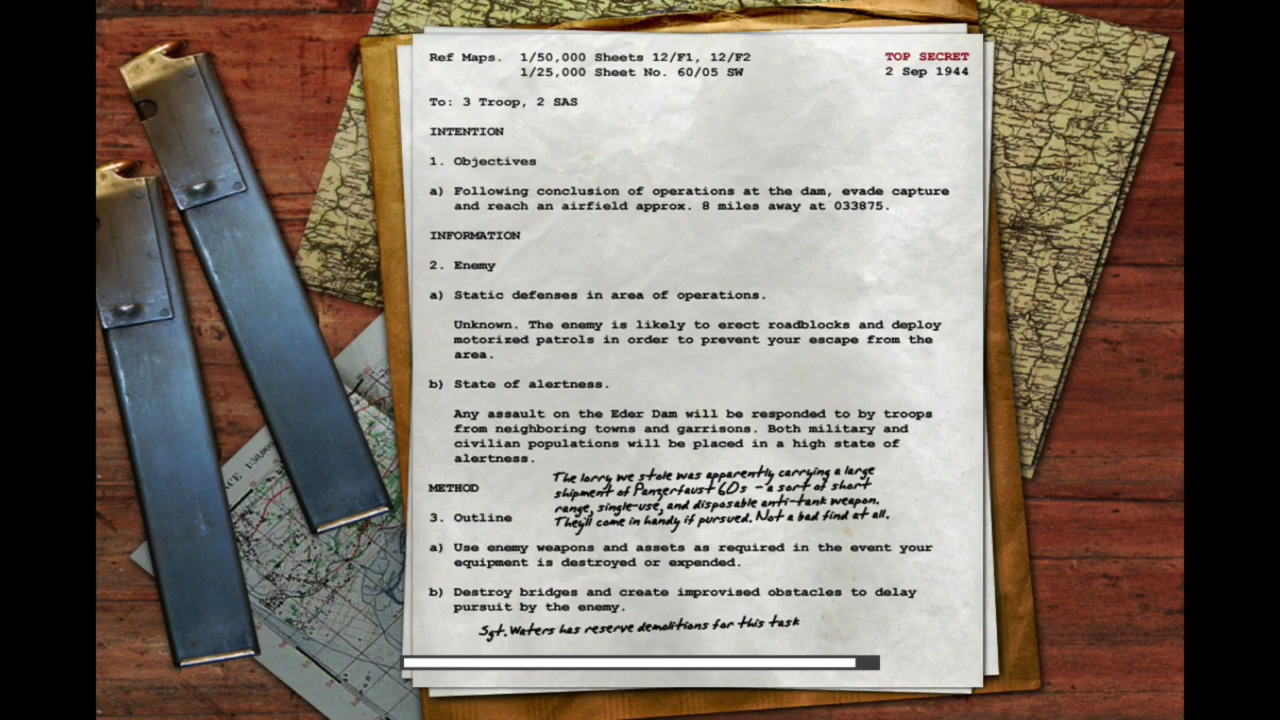 Ref Maps. 1/50,000 Sheets 12/F1, 12/F2
TOP SECRET
1/25,000 Sheet No. 60/05 SW
2 Sep 1944
To: 3 Troop, 2 SAS
INTENTION
1. Objectives
a) Following conclusion of operations at the dam, evade capture
and reach an airfield approx. 8 miles away at 033875.
INFORMATION
2. Enemy
a) Static defenses in area of operations.
Unknown. The enemy is likely to erect roadblocks and deploy
motorized patrols in order to prevent your escape from the
area.
b) State of alertness.
Any assault on the Eder Dam will be responded to by troops
from neighboring towns and garrisons. Both military and
civilian populations will be placed in a high state of
alertness.
The lorry we stole was apparently carrying a large
shipment of Panzerfaust 60s - a sort of short
range, single-use, and disposable anti-tank weapon.
They'll come in handy if pursued. Not a bad find at all.
METHOD
3. Outline
a) Use enemy weapons and assets as required in the event your
equipment is destroyed or expended.
b) Destroy bridges and create improvised obstacles to delay
pursuit by the enemy.
Sgt. Waters has reserve demolitions for this task